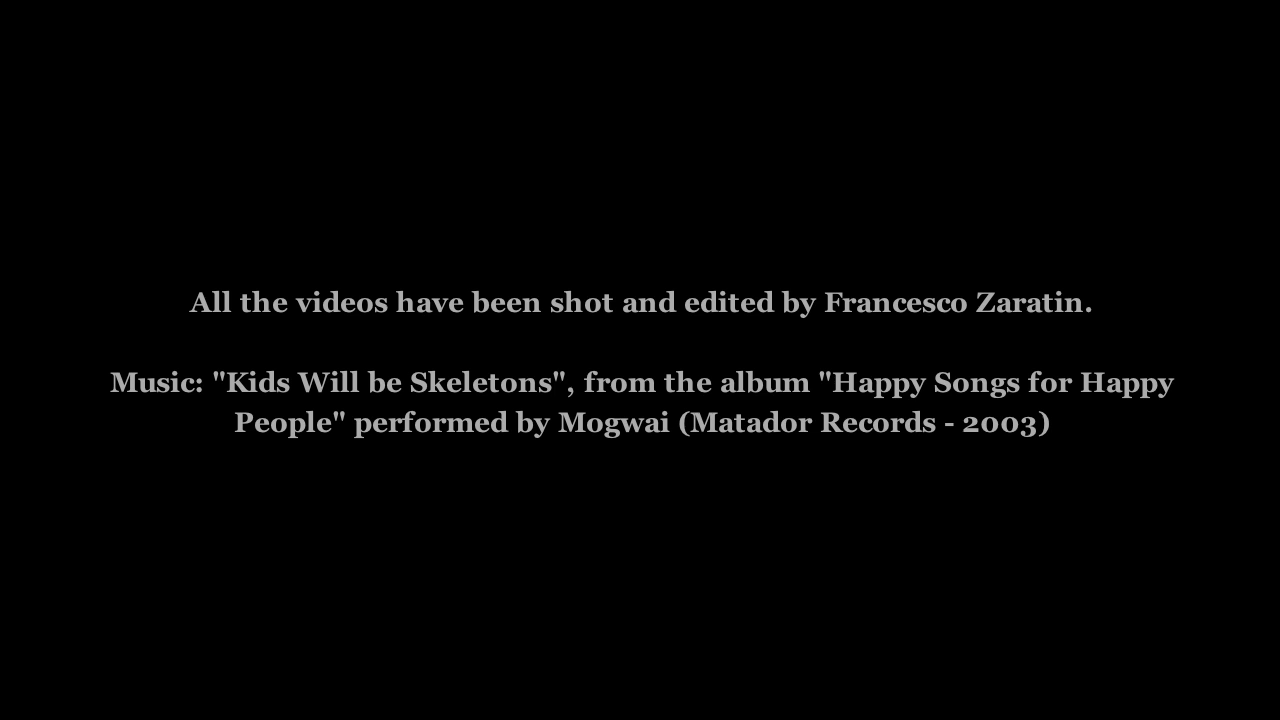 All the videos have been shot and edited by Francesco Zaratin.
Music: "Kids Will be Skeletons", from the album "Happy Songs for Happy
People" performed by Mogwai (Matador Records - 2003)